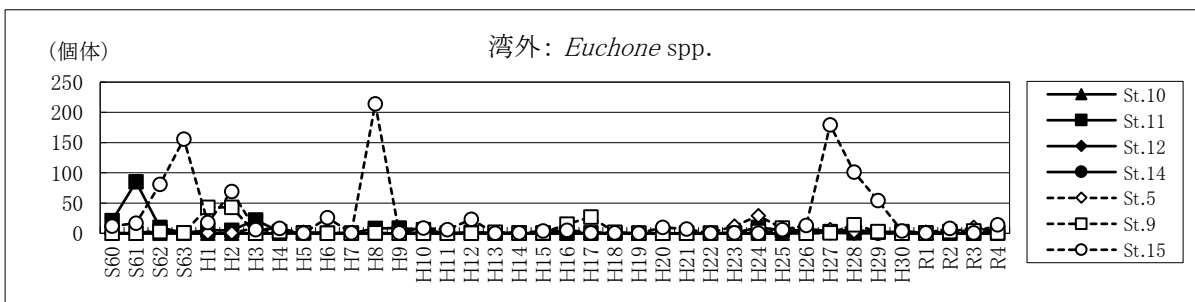 湾外: Euchone spp.
(個体)
250
200
150
100
50
0
S60 S61 S62 S63 H1 H2 H3 H4 H5 H6 H7 H8 H9 H10 H11 H12 H13 H14 H15 H16 H17 H18 H19 H20 H21 H22 H23 H24 H25 H26 H27 H28 H29 H30 R1 R2 R3 R4
St.10
St.11
St.12
St.14
St.5
St.9
St.15